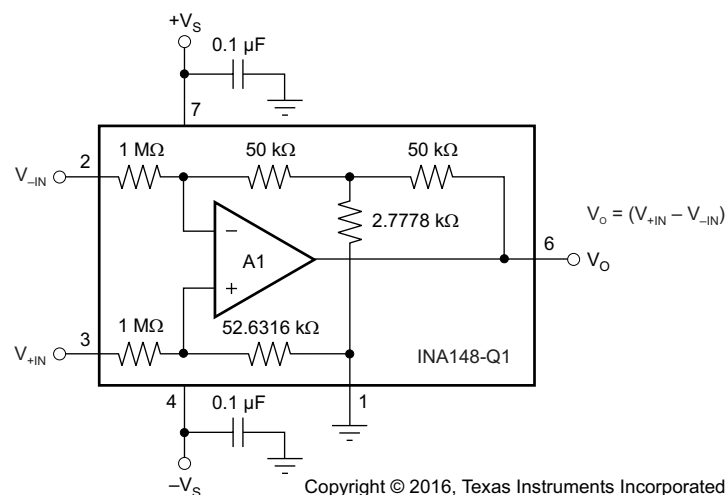 +V_S
0.1 µF
7
2
1 MΩ
50 kΩ
50 kΩ
V_–IN
2.7778 kΩ
V_O = (V_+IN – V_–IN)
–
A1
6
V_O
+
3
1 MΩ
52.6316 kΩ
V_+IN
INA148-Q1
4
0.1 µF
1
–V_S
Copyright © 2016, Texas Instruments Incorporated